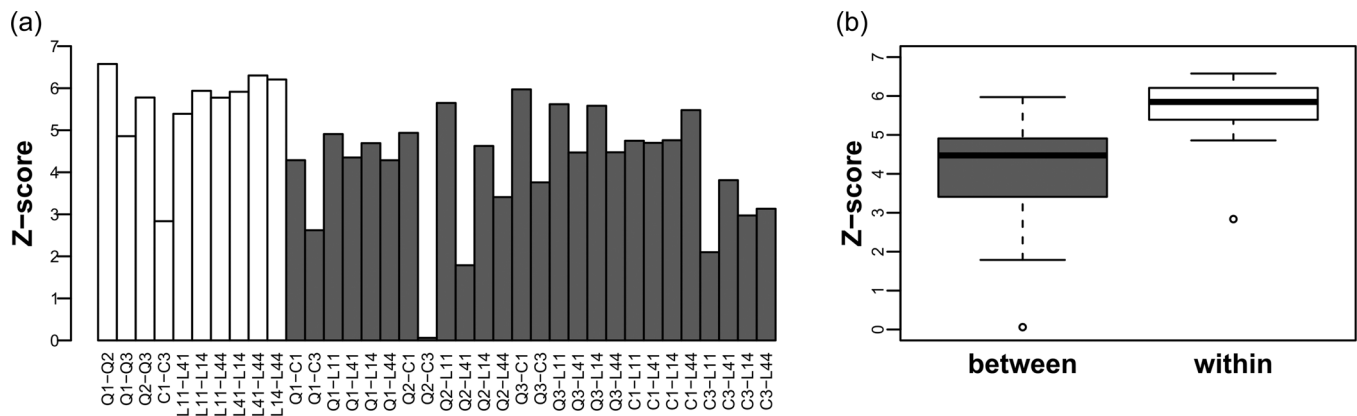 (a)
Z-score
7
6
5
4
3
2
1
0
Q1-Q2
Q1-Q3
Q2-Q3
C1-C3
L11-L41
L11-L14
L11-L44
L41-L14
L41-L44
L14-L44
Q1-C1
Q1-C3
Q1-L11
Q1-L41
Q1-L14
Q1-L44
Q2-C1
Q2-C3
Q2-L11
Q2-L41
Q2-L14
Q2-L44
Q3-C1
Q3-C3
Q3-L11
Q3-L41
Q3-L14
Q3-L44
C1-L11
C1-L41
C1-L14
C1-L44
C3-L11
C3-L41
C3-L14
C3-L44
(b)
Z-score
7
6
5
4
3
2
1
0
between
within